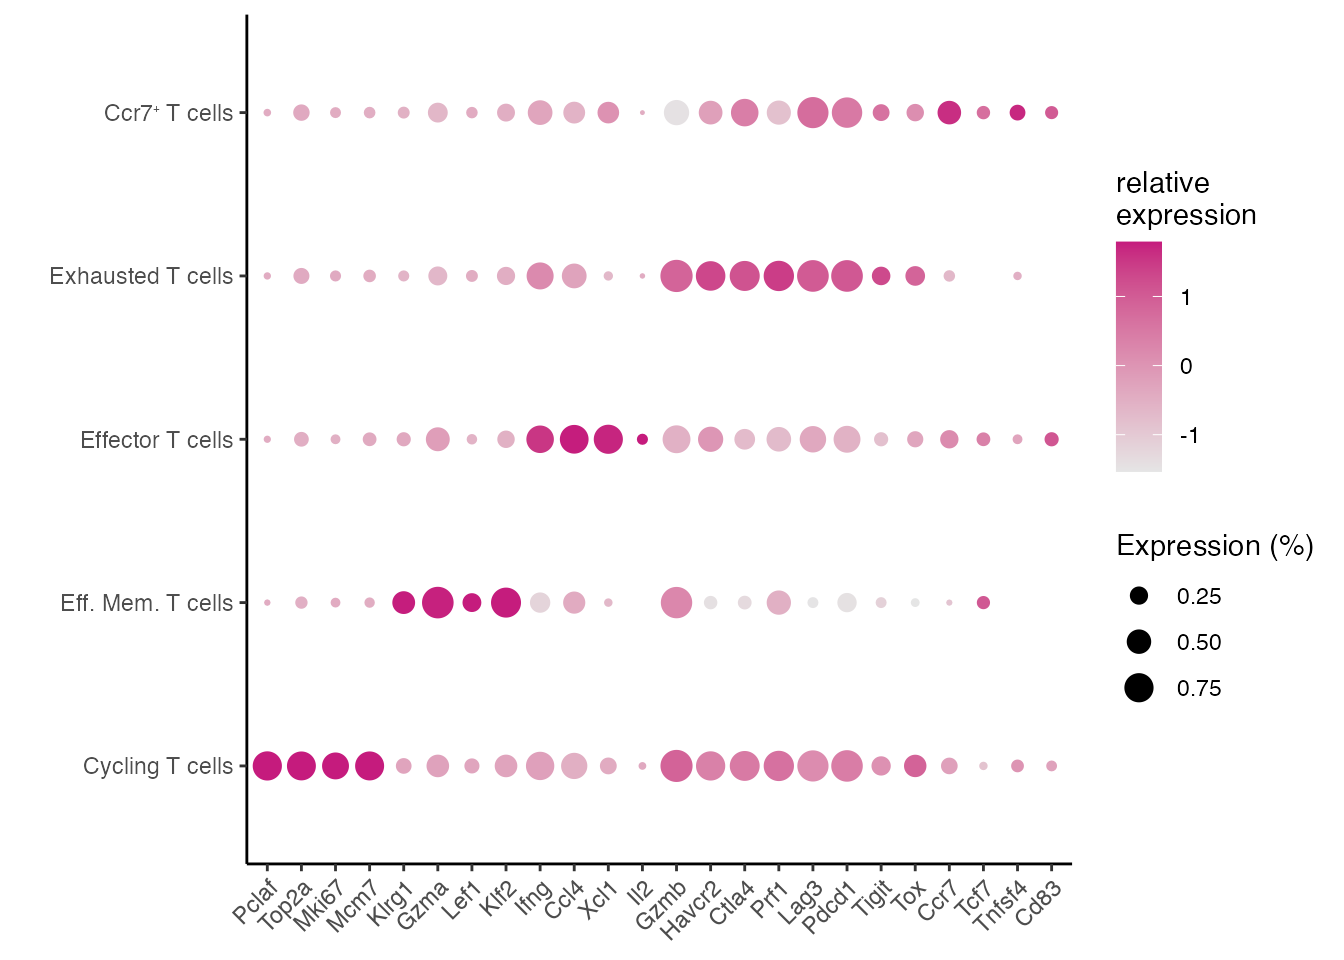 Ccr7⁺ T cells
Exhausted T cells
Effector T cells
Eff. Mem. T cells
Cycling T cells
Pclaf
Top2a
Mki67
Mcm7
Klrg1
Gzma
Lef1
Klf2
Ifng
Ccl4
Xcl1
Il2
Gzmb
Havcr2
Ctla4
Prf1
Lag3
Pdcd1
Tigit
Tox
Ccr7
Tcf7
Tnfsf4
Cd83
relative
expression
1
0
-1
Expression (%)
0.25
0.50
0.75